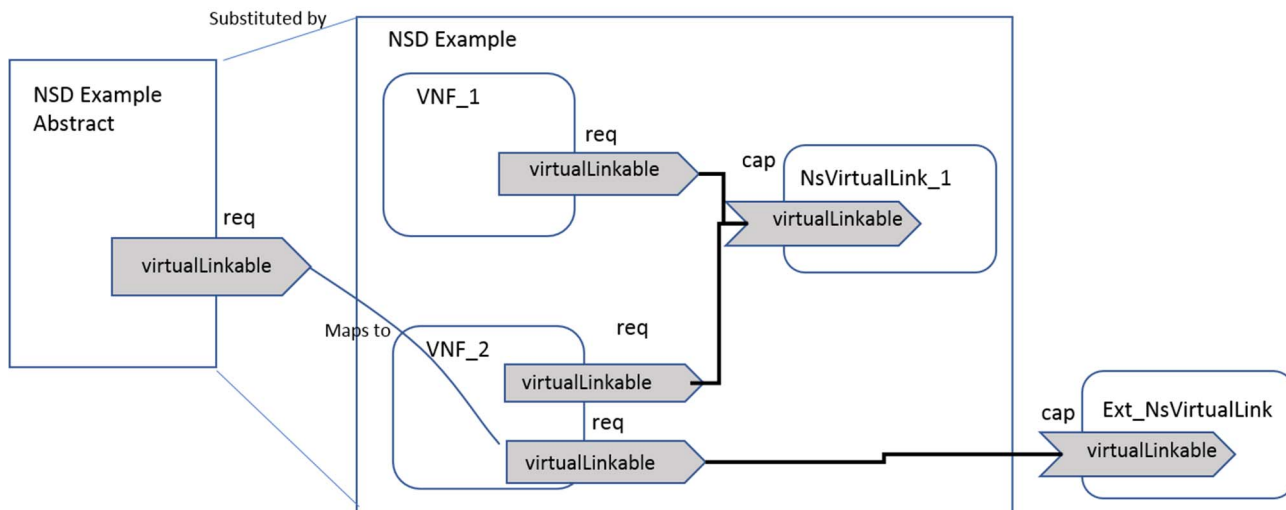 Substituted by
NSD Example
Abstract
req
virtualLinkable
Maps to
NSD Example
VNF_1
req
virtualLinkable
cap
NsVirtualLink_1
virtualLinkable
VNF_2
req
virtualLinkable
req
virtualLinkable
cap
Ext_NsVirtualLink
virtualLinkable